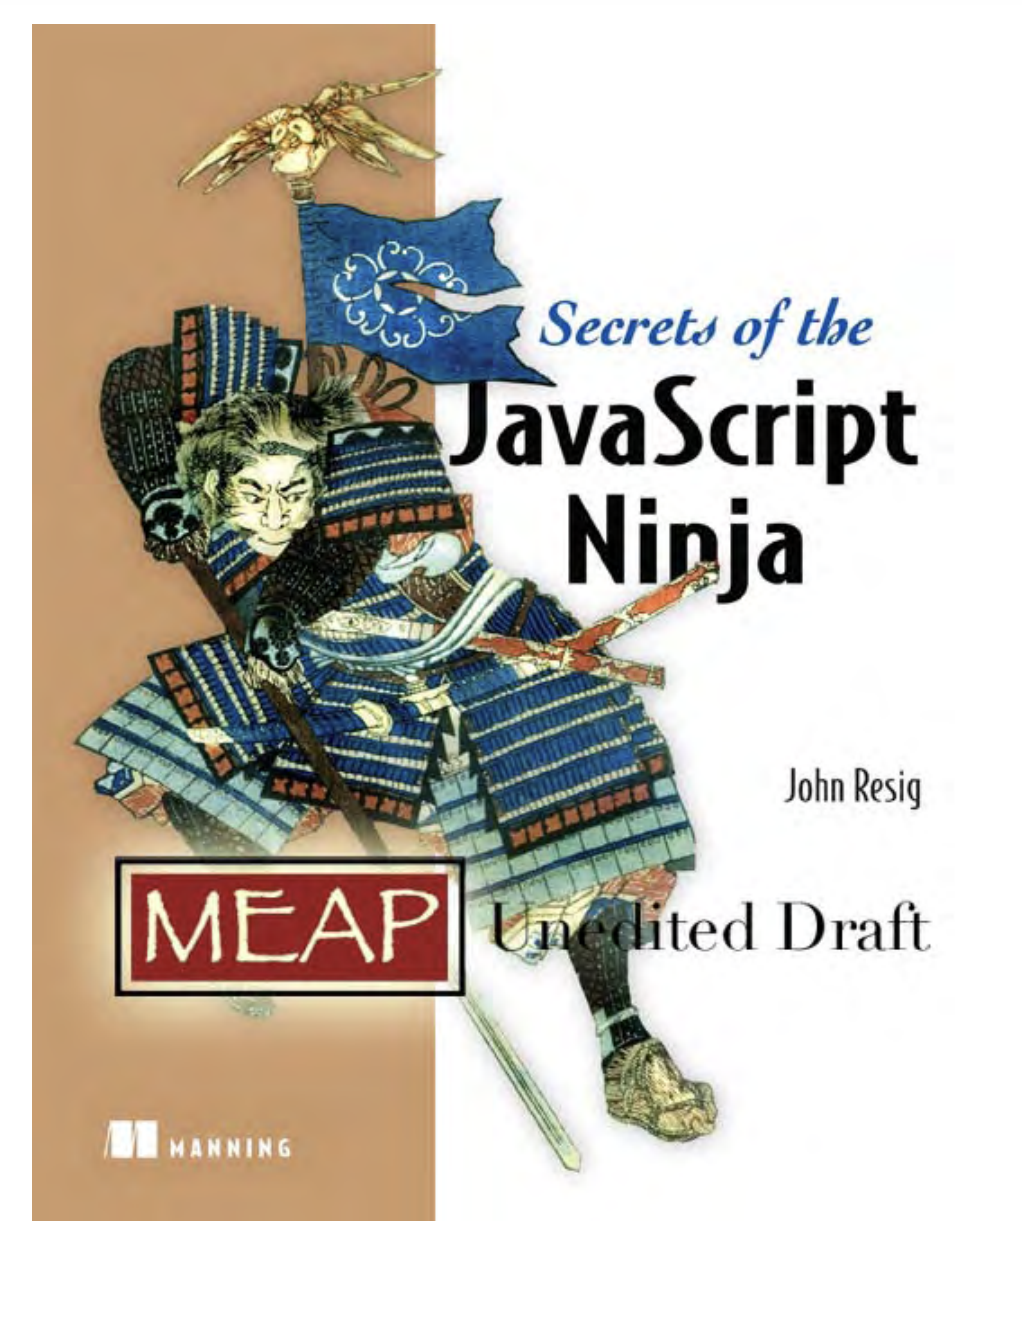 Secrets of the
JavaScript
Ninja
John Resig
MEAP
Unedited Draft
MANNING